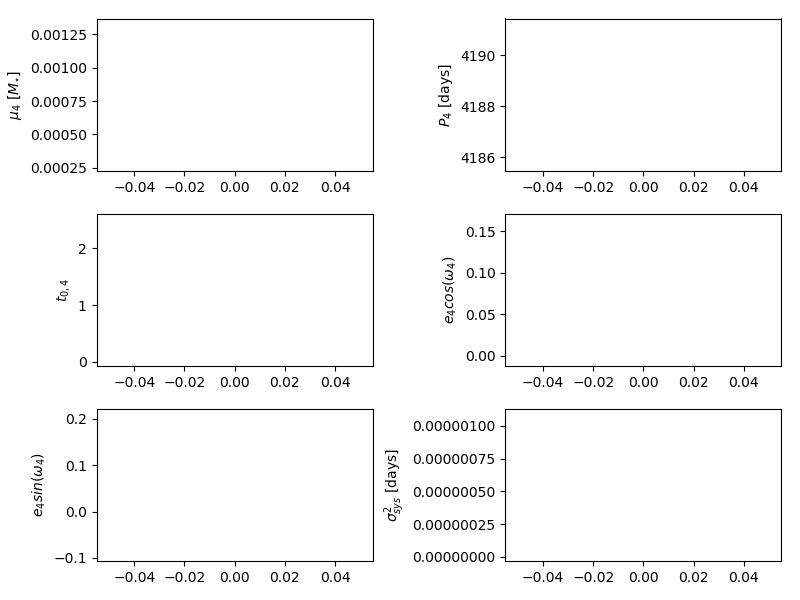 μ₄ [M⋆]
0.00125
0.00100
0.00075
0.00050
0.00025
−0.04 −0.02 0.00 0.02 0.04
P₄ [days]
4190
4188
4186
−0.04 −0.02 0.00 0.02 0.04
t₀,₄
2
1
0
−0.04 −0.02 0.00 0.02 0.04
e₄cos(ω₄)
0.15
0.10
0.05
0.00
−0.04 −0.02 0.00 0.02 0.04
e₄sin(ω₄)
0.2
0.1
0.0
−0.1
−0.04 −0.02 0.00 0.02 0.04
σ²sys [days]
0.00000100
0.00000075
0.00000050
0.00000025
0.00000000
−0.04 −0.02 0.00 0.02 0.04